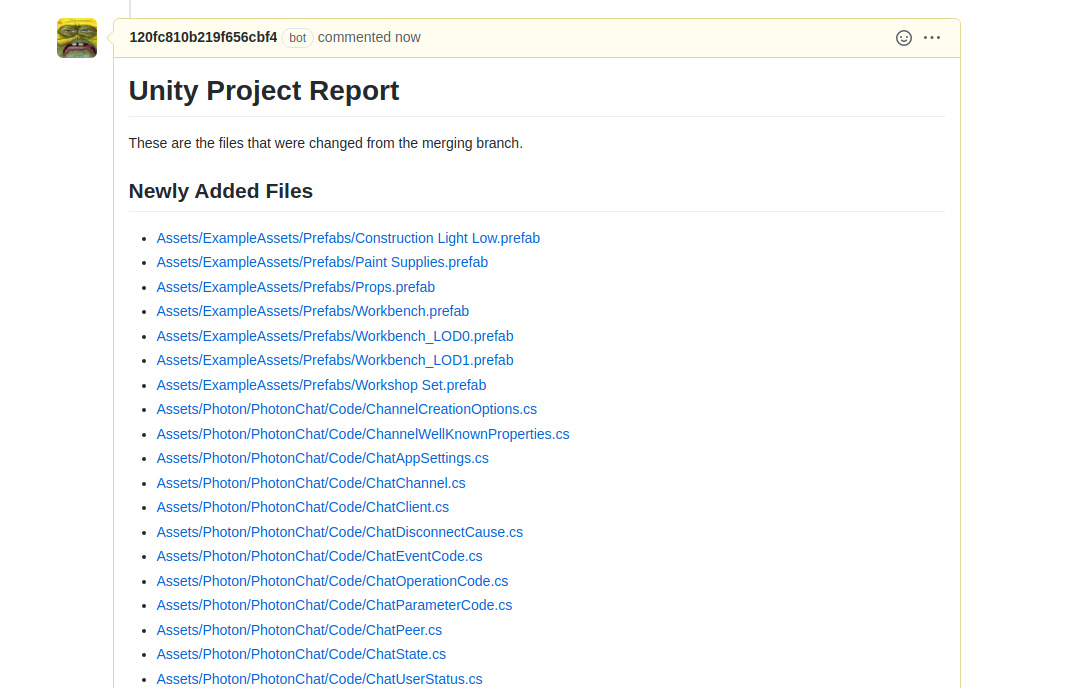 120fc810b219f656cbf4 bot commented now
Unity Project Report
These are the files that were changed from the merging branch.
Newly Added Files
Assets/ExampleAssets/Prefabs/Construction Light Low.prefab
Assets/ExampleAssets/Prefabs/Paint Supplies.prefab
Assets/ExampleAssets/Prefabs/Props.prefab
Assets/ExampleAssets/Prefabs/Workbench.prefab
Assets/ExampleAssets/Prefabs/Workbench_LOD0.prefab
Assets/ExampleAssets/Prefabs/Workbench_LOD1.prefab
Assets/ExampleAssets/Prefabs/Workshop Set.prefab
Assets/Photon/PhotonChat/Code/ChannelCreationOptions.cs
Assets/Photon/PhotonChat/Code/ChannelWellKnownProperties.cs
Assets/Photon/PhotonChat/Code/ChatAppSettings.cs
Assets/Photon/PhotonChat/Code/ChatChannel.cs
Assets/Photon/PhotonChat/Code/ChatClient.cs
Assets/Photon/PhotonChat/Code/ChatDisconnectCause.cs
Assets/Photon/PhotonChat/Code/ChatEventCode.cs
Assets/Photon/PhotonChat/Code/ChatOperationCode.cs
Assets/Photon/PhotonChat/Code/ChatParameterCode.cs
Assets/Photon/PhotonChat/Code/ChatPeer.cs
Assets/Photon/PhotonChat/Code/ChatState.cs
Assets/Photon/PhotonChat/Code/ChatUserStatus.cs